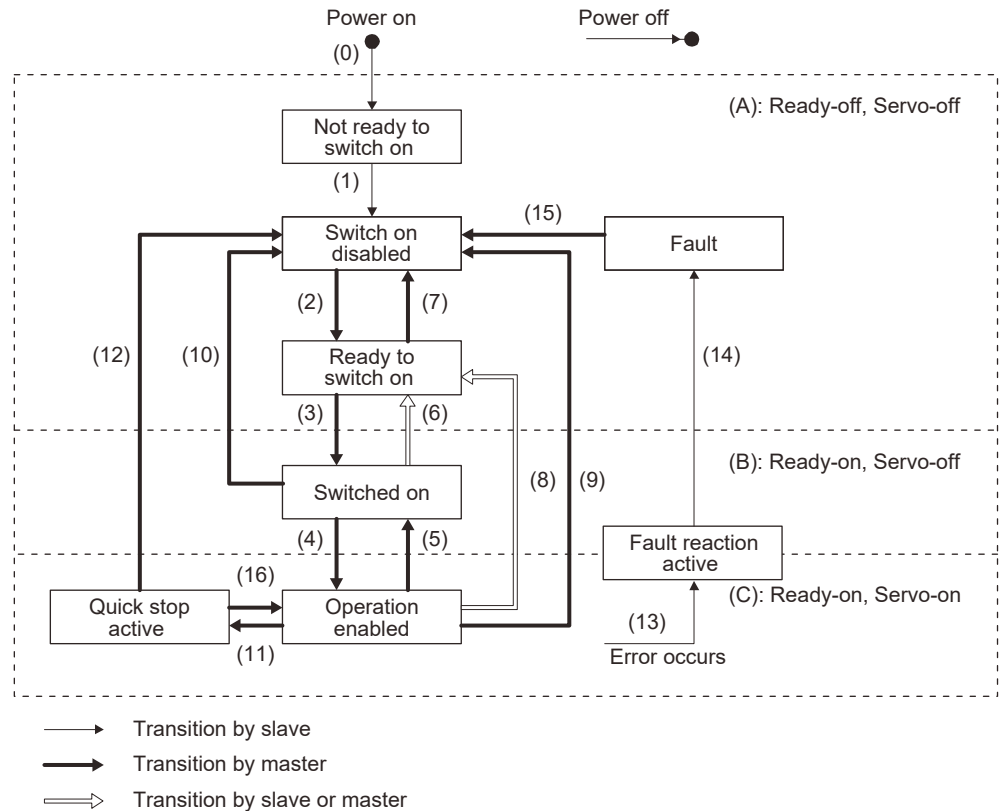 Power on
Power off
(0)
(A): Ready-off, Servo-off
Not ready to
switch on
(1)
(15)
Switch on
disabled
Fault
(2)
(7)
(12)
(10)
Ready to
switch on
(14)
(3)
(6)
(B): Ready-on, Servo-off
(8)
(9)
Switched on
(4)
(5)
Fault reaction
active
(16)
(C): Ready-on, Servo-on
Quick stop
active
Operation
enabled
(13)
(11)
Error occurs
Transition by slave
Transition by master
Transition by slave or master